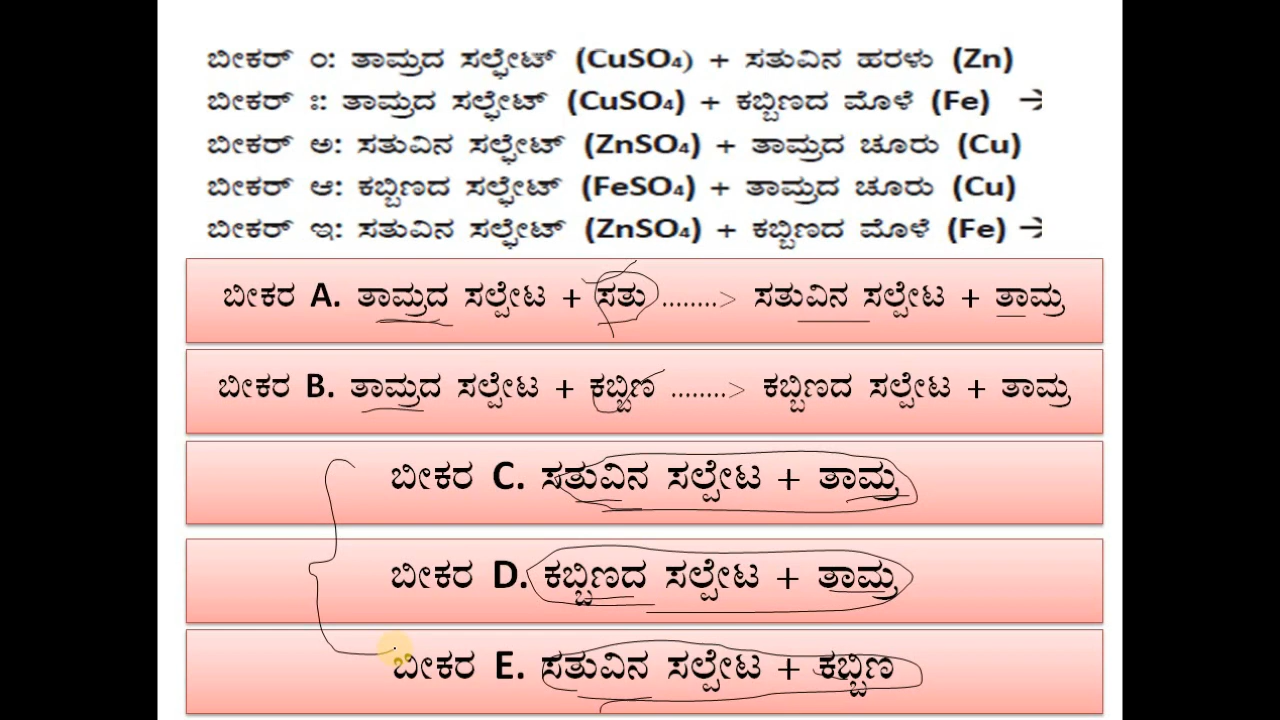 ಬೀಕರ್ ಂ: ತಾಮ್ರದ ಸಲ್ಫೇಟ್ (CuSO₄) + ಸತುವಿನ ಹರಳು (Zn)
ಬೀಕರ್ ಃ: ತಾಮ್ರದ ಸಲ್ಫೇಟ್ (CuSO₄) + ಕಬ್ಬಿಣದ ಮೊಳೆ (Fe) →
ಬೀಕರ್ ಅ: ಸತುವಿನ ಸಲ್ಫೇಟ್ (ZnSO₄) + ತಾಮ್ರದ ಚೂರು (Cu)
ಬೀಕರ್ ಆ: ಕಬ್ಬಿಣದ ಸಲ್ಫೇಟ್ (FeSO₄) + ತಾಮ್ರದ ಚೂರು (Cu)
ಬೀಕರ್ ಇ: ಸತುವಿನ ಸಲ್ಫೇಟ್ (ZnSO₄) + ಕಬ್ಬಿಣದ ಮೊಳೆ (Fe) →
ಬೀಕರ A. ತಾಮ್ರದ ಸಲ್ಪೇಟ + ಸತು ........> ಸತುವಿನ ಸಲ್ಪೇಟ + ತಾಮ್ರ
ಬೀಕರ B. ತಾಮ್ರದ ಸಲ್ಪೇಟ + ಕಬ್ಬಿಣ ........> ಕಬ್ಬಿಣದ ಸಲ್ಪೇಟ + ತಾಮ್ರ
ಬೀಕರ C. ಸತುವಿನ ಸಲ್ಪೇಟ + ತಾಮ್ರ
ಬೀಕರ D. ಕಬ್ಬಿಣದ ಸಲ್ಪೇಟ + ತಾಮ್ರ
ಬೀಕರ E. ಸತುವಿನ ಸಲ್ಪೇಟ + ಕಬ್ಬಿಣ